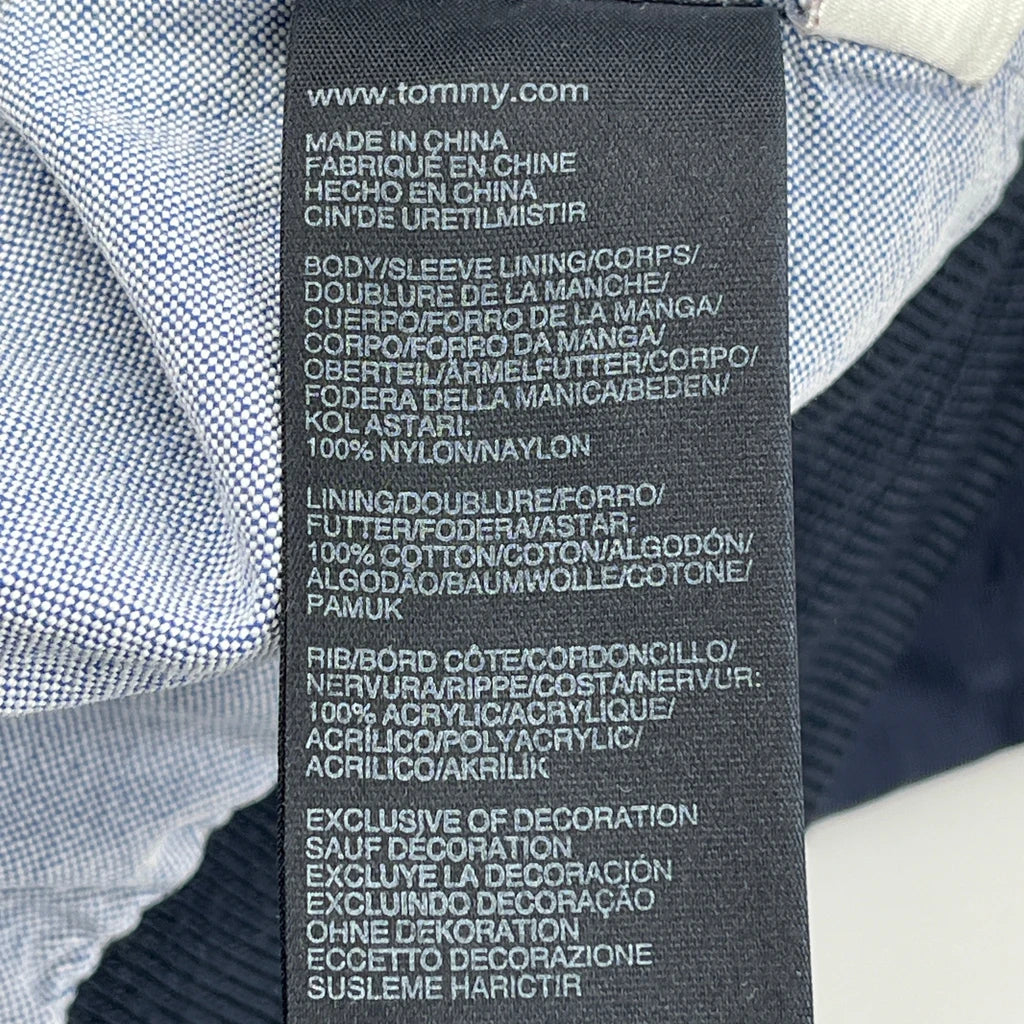 www.tommy.com
MADE IN CHINA
FABRIQUÉ EN CHINE
HECHO EN CHINA
CIN'DE URETILMISTIR
BODY/SLEEVE LINING/CORPS/
DOUBLURE DE LA MANCHE/
CUERPO/FORRO DE LA MANGA/
CORPO/FORRO DA MANGA/
OBERTEIL/ÄRMELFUTTER/CORPO/
FODERA DELLA MANICA/BEDEN/
KOL ASTARI:
100% NYLON/NAYLON
LINING/DOUBLURE/FORRO/
FUTTER/FODERA/ASTAR:
100% COTTON/COTON/ALGODÓN/
ALGODÃO/BAUMWOLLE/COTONE/
PAMUK
RIB/BORD CÔTE/CORDONCILLO/
NERVURA/RIPPE/COSTA/NERVUR:
100% ACRYLIC/ACRYLIQUE/
ACRÍLICO/POLYACRYLIC/
ACRILICO/AKRİLİK
EXCLUSIVE OF DECORATION
SAUF DÉCORATION
EXCLUYE LA DECORACIÓN
EXCLUINDO DECORAÇÃO
OHNE DEKORATION
ECCETTO DECORAZIONE
SUSLEME HARICTIR